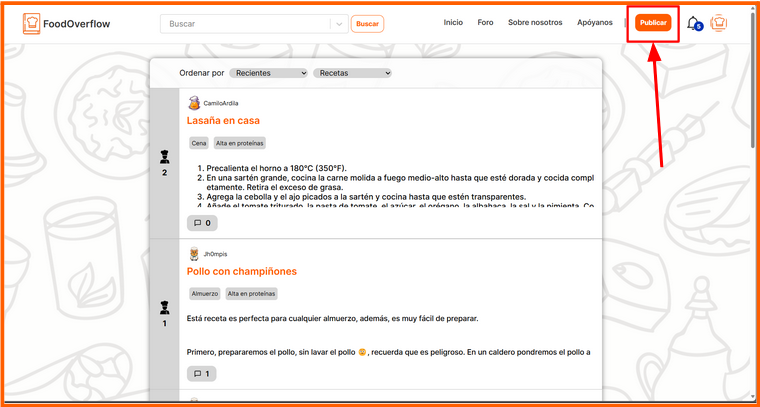 FoodOverflow
Buscar
Buscar
Inicio
Foro
Sobre nosotros
Apóyanos
Publicar
5
Ordenar por
Recientes
Recetas
CamiloArdila
Lasaña en casa
Cena
Alta en proteínas
2
1. Precalienta el horno a 180°C (350°F).
2. En una sartén grande, cocina la carne molida a fuego medio-alto hasta que esté dorada y cocida compl
etamente. Retira el exceso de grasa.
3. Agrega la cebolla y el ajo picados a la sartén y cocina hasta que estén transparentes.
4. Añade el tomate triturado, la pasta de tomate, el azúcar, el orégano, la albahaca, la sal y la pimienta. Co
0
Jh0mpis
Pollo con champiñones
Almuerzo
Alta en proteínas
1
Está receta es perfecta para cualquier almuerzo, además, es muy fácil de preparar.
Primero, prepararemos el pollo, sin lavar el pollo 🙂, recuerda que es peligroso. En un caldero pondremos el pollo a
1